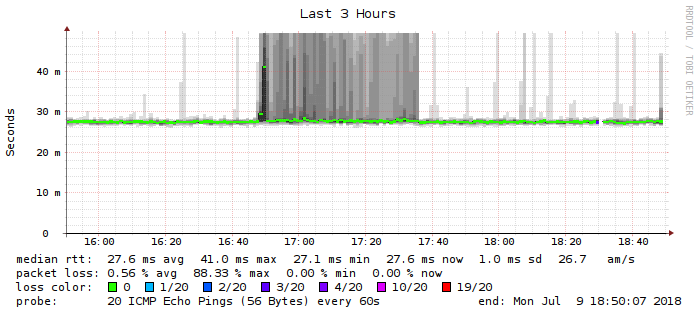 Last 3 Hours
RRDTOOL / TOBI OETIKER
Seconds
40 m
30 m
20 m
10 m
0
16:00 16:20 16:40 17:00 17:20 17:40 18:00 18:20 18:40
median rtt: 27.6 ms avg 41.0 ms max 27.1 ms min 27.6 ms now 1.0 ms sd 26.7 am/s
packet loss: 0.56 % avg 88.33 % max 0.00 % min 0.00 % now
loss color: 0 1/20 2/20 3/20 4/20 10/20 19/20
probe: 20 ICMP Echo Pings (56 Bytes) every 60s end: Mon Jul 9 18:50:07 2018